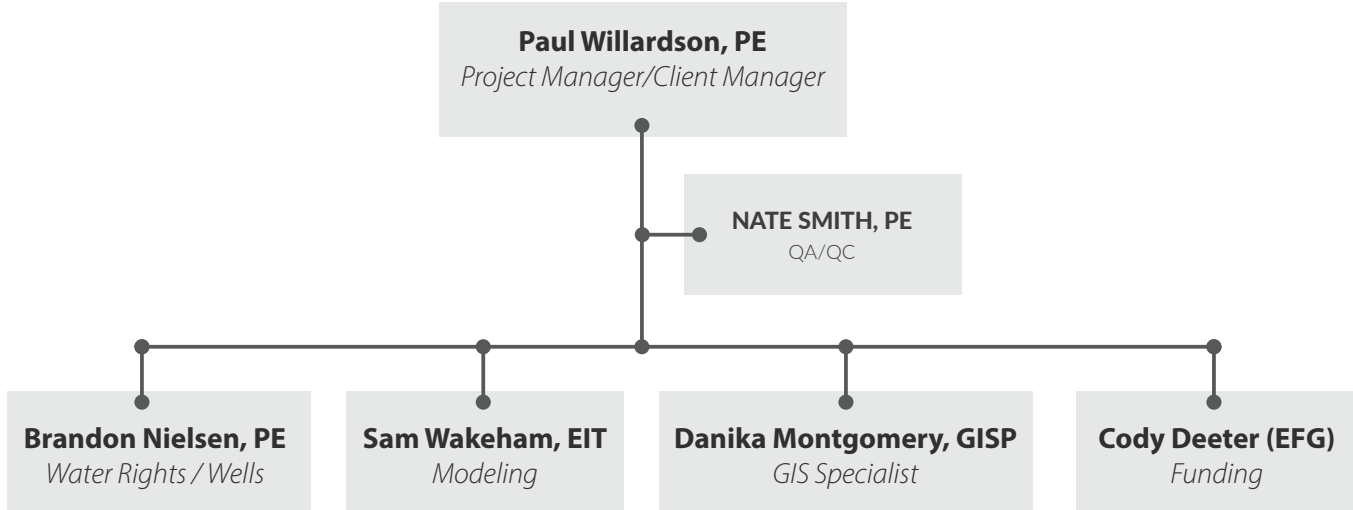 Paul Willardson, PE
Project Manager/Client Manager
NATE SMITH, PE
QA/QC
Brandon Nielsen, PE
Water Rights / Wells
Sam Wakeham, EIT
Modeling
Danika Montgomery, GISP
GIS Specialist
Cody Deeter (EFG)
Funding